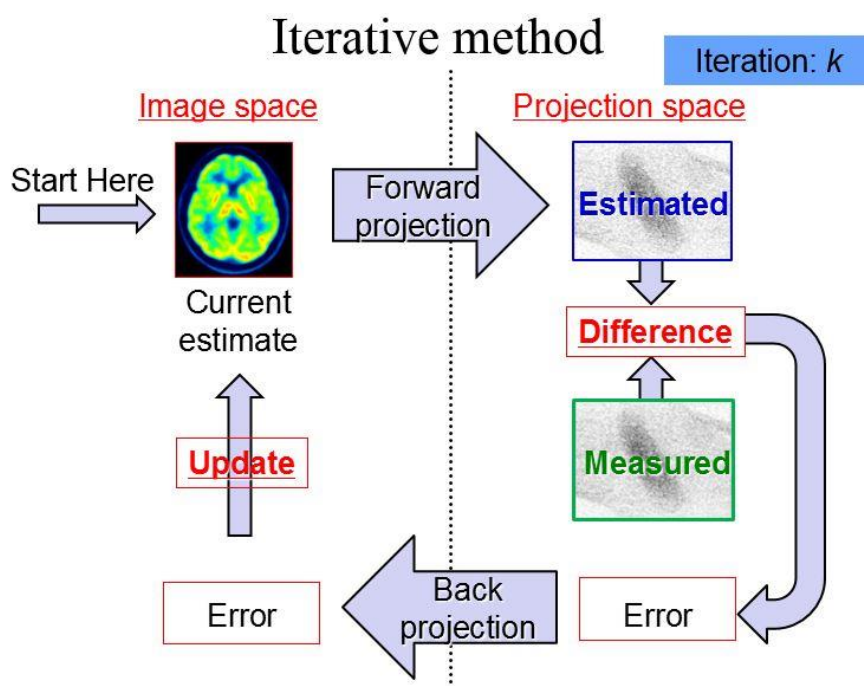 Iterative method
Iteration: k
Image space
Projection space
Start Here
Forward
projection
Estimated
Current
estimate
Difference
Update
Measured
Error
Back
projection
Error